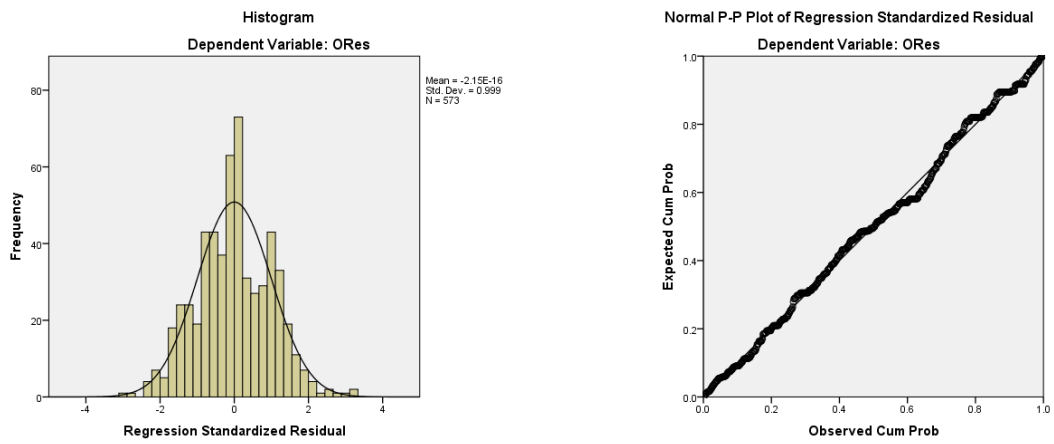 Histogram
Dependent Variable: ORes
Mean = -2.15E-16
Std. Dev. = 0.999
N = 573
80
60
40
20
0
-4 -2 0 2 4
Frequency
Regression Standardized Residual
Normal P-P Plot of Regression Standardized Residual
Dependent Variable: ORes
1.0
0.8
0.6
0.4
0.2
0.0
0.0 0.2 0.4 0.6 0.8 1.0
Expected Cum Prob
Observed Cum Prob